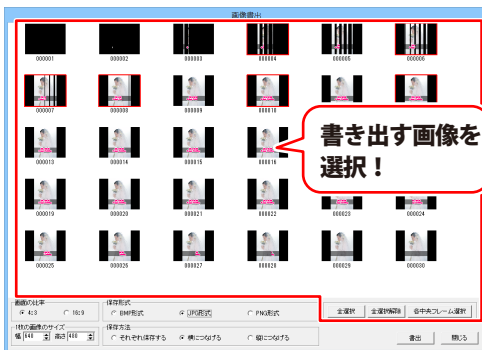 画像書出
000001 000002 000003 000004 000005 000006
000007 000008 000009 000010
書き出す画像を
選択！
000013 000014 000015 000016
000019 000020 000021 000022 000023 000024
000025 000026 000027 000028 000029 000030
画面の比率
4:3 16:9
保存形式
BMP形式 JPG形式 PNG形式
全選択 全選択解除 各中央フレーム選択
1枚の画像のサイズ
幅 640 高さ 480
保存方法
それぞれ保存する 横につなげる 縦につなげる
書出 閉じる